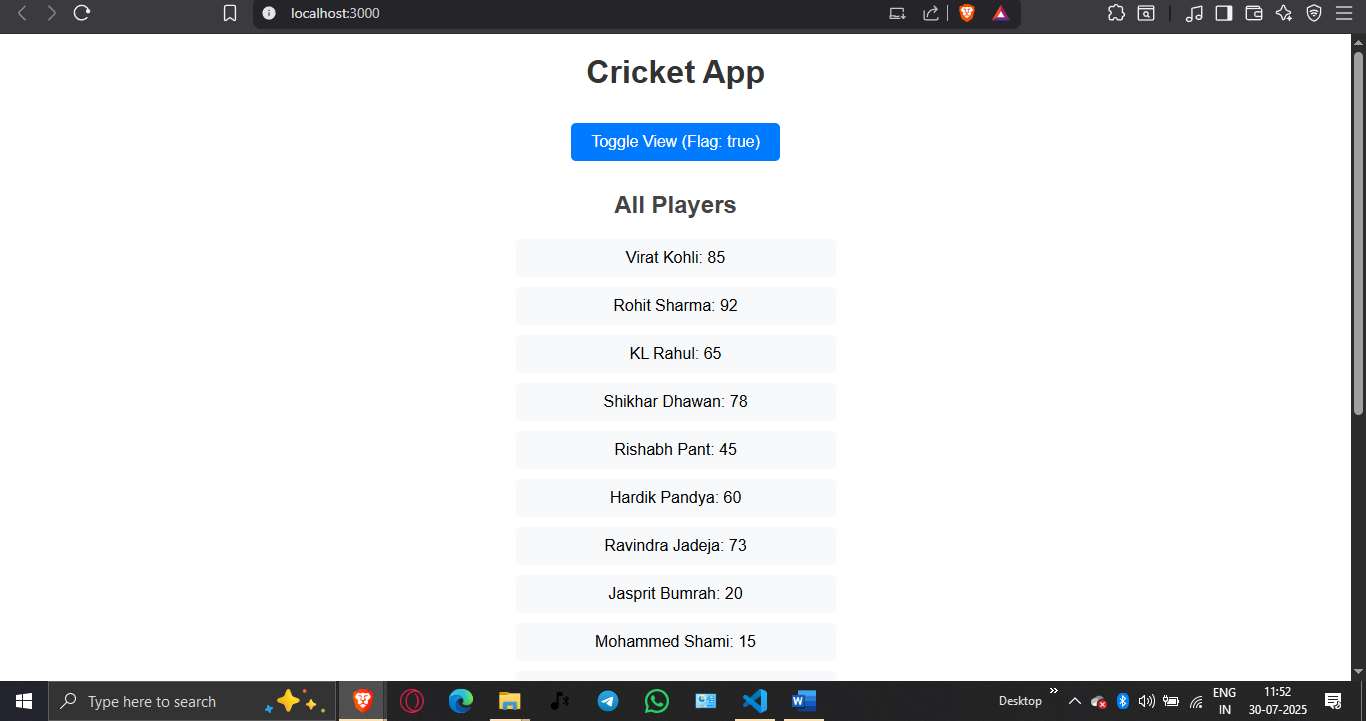 localhost:3000
Cricket App
Toggle View (Flag: true)
All Players
Virat Kohli: 85
Rohit Sharma: 92
KL Rahul: 65
Shikhar Dhawan: 78
Rishabh Pant: 45
Hardik Pandya: 60
Ravindra Jadeja: 73
Jasprit Bumrah: 20
Mohammed Shami: 15
Type here to search
Desktop
ENG
IN
11:52
30-07-2025